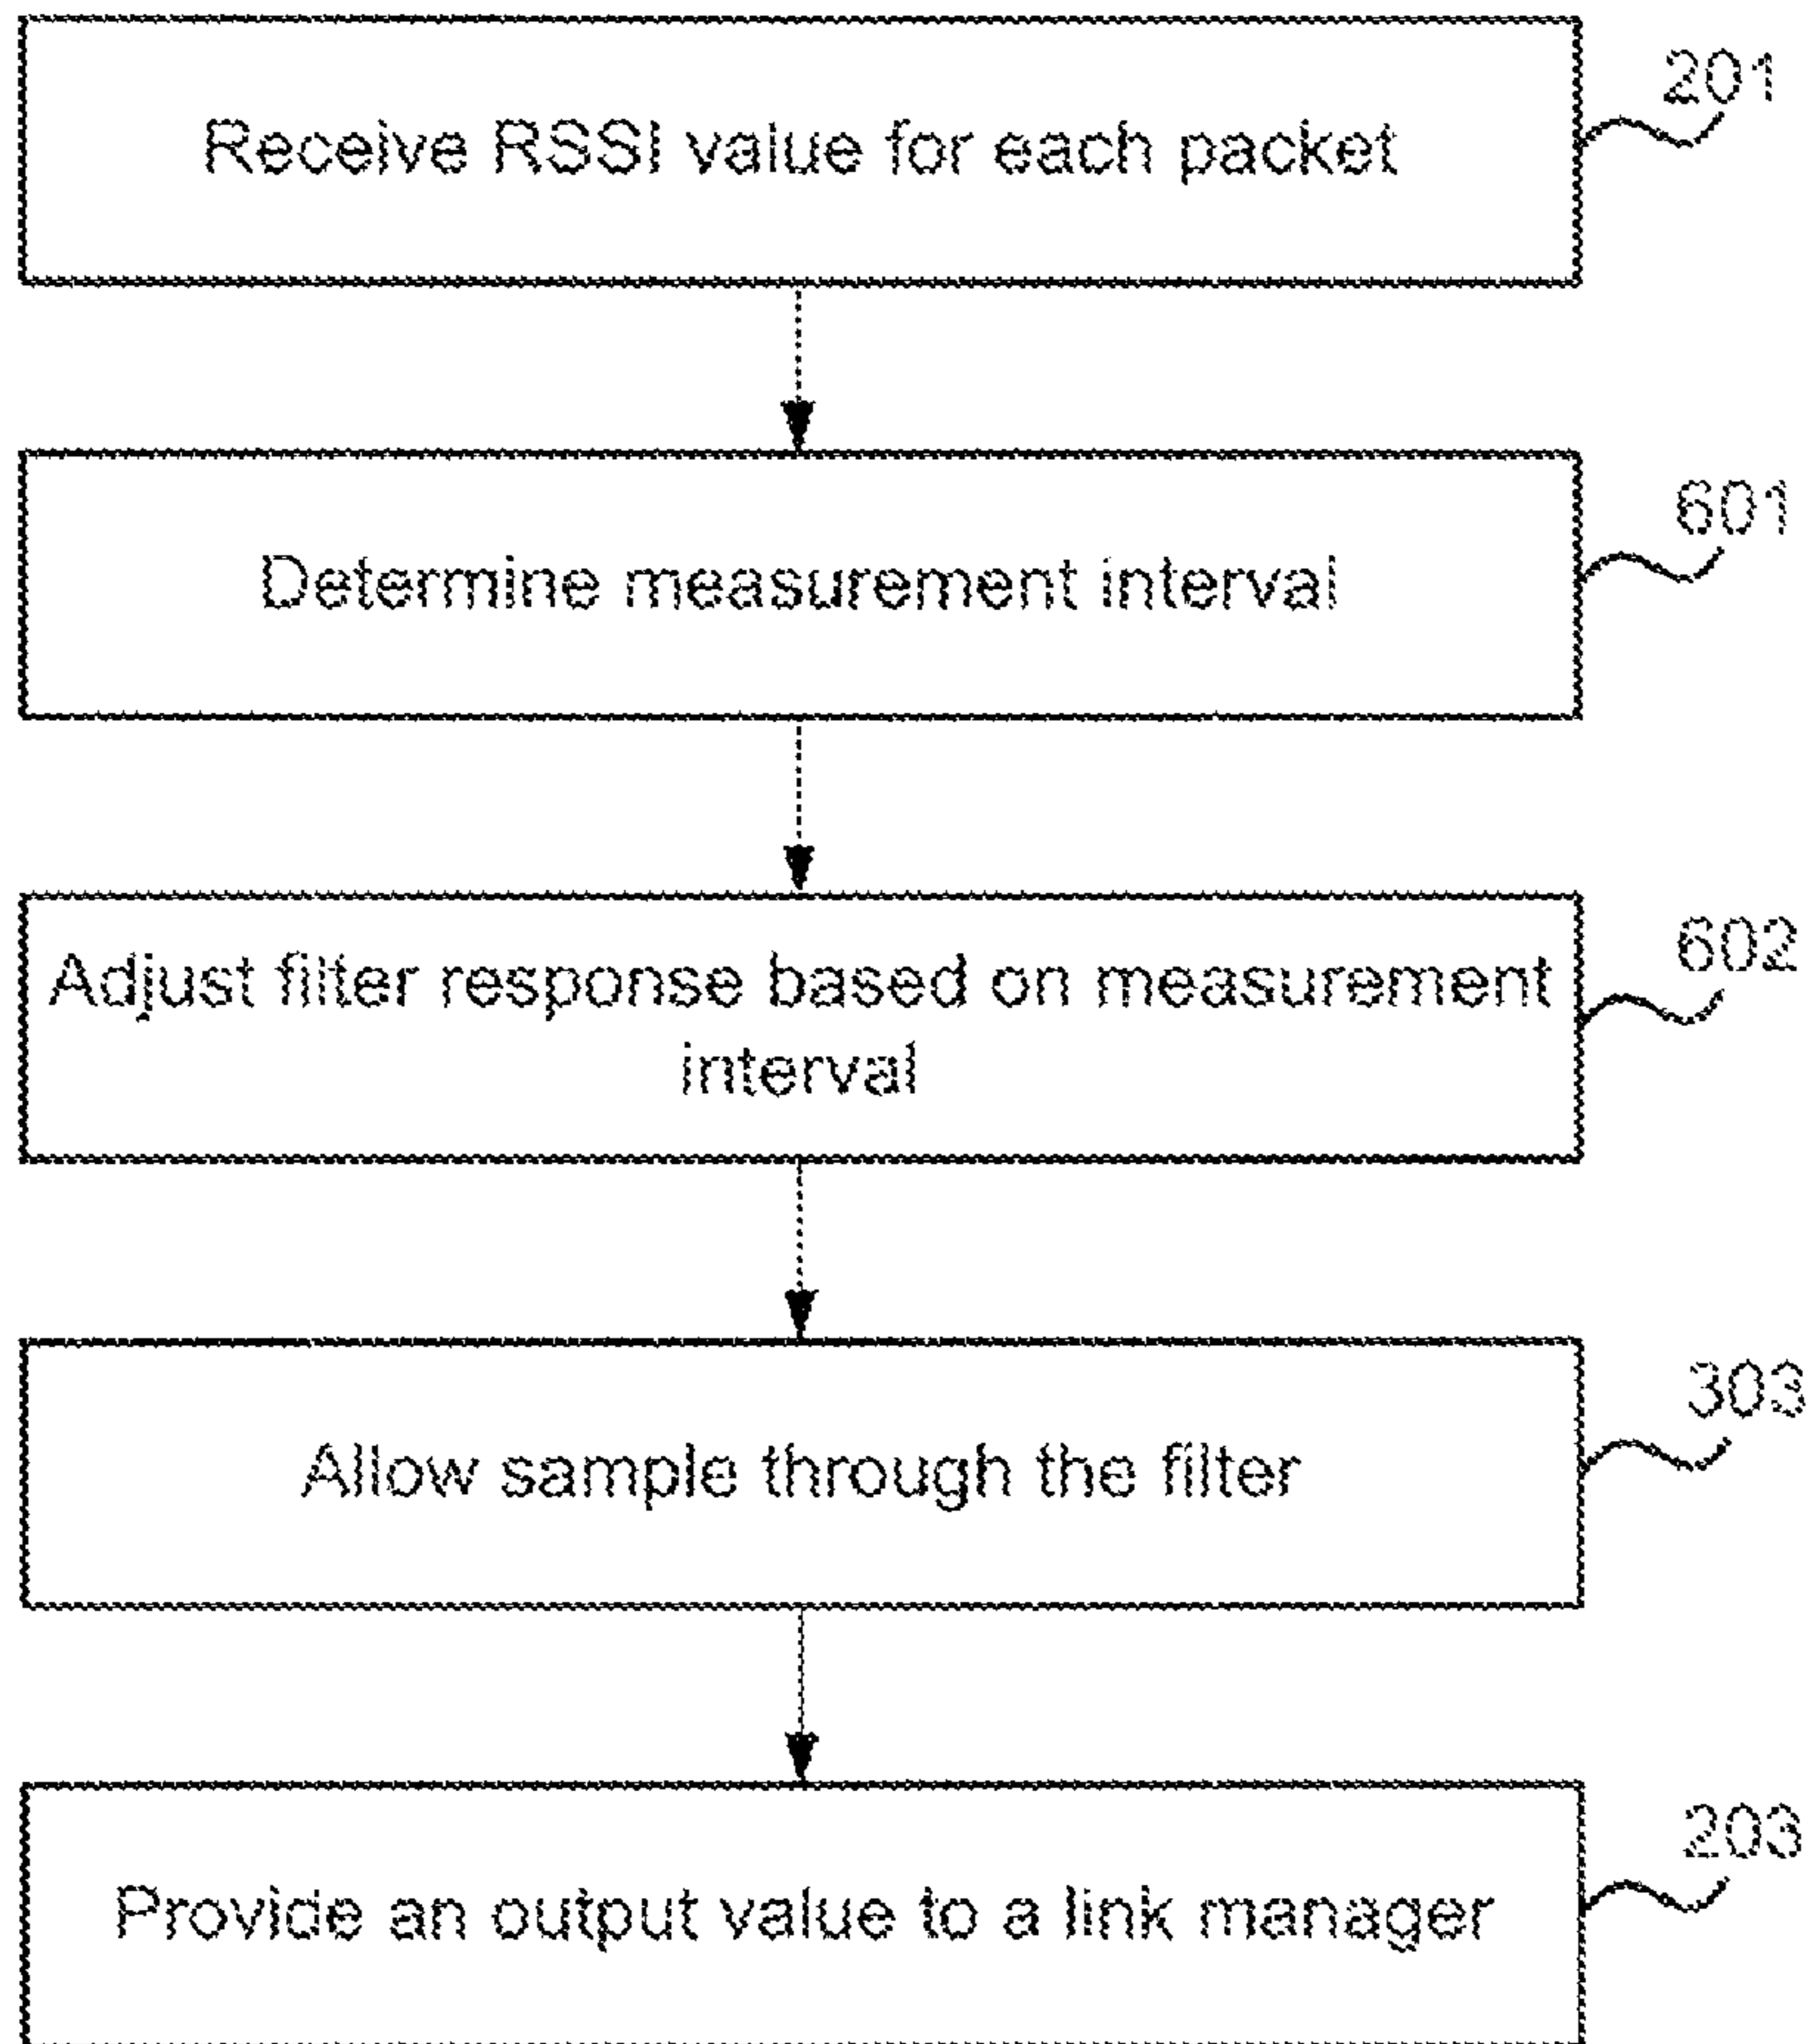 201
Receive RSSI value for each packet
601
Determine measurement interval
602
Adjust filter response based on measurement
interval
303
Allow sample through the filter
203
Provide an output value to a link manager